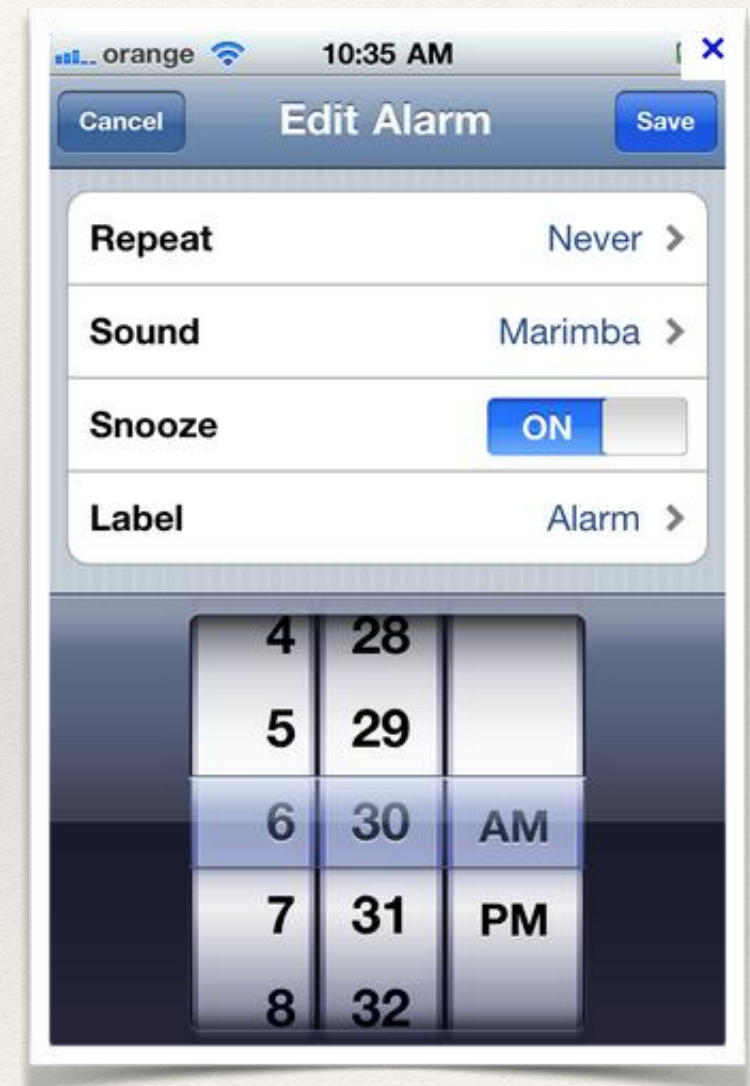 orange 10:35 AM
Cancel Edit Alarm Save
Repeat Never
Sound Marimba
Snooze ON
Label Alarm
4 28
5 29
6 30 AM
7 31 PM
8 32